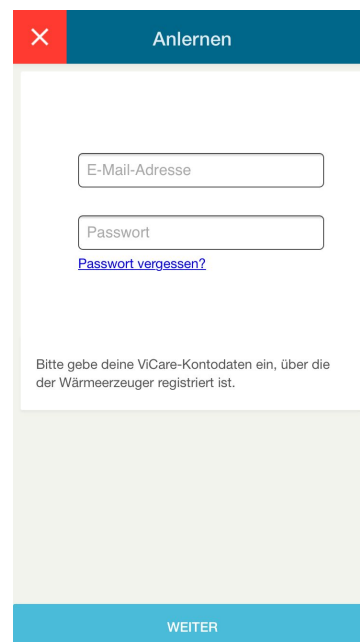 Anlernen
E-Mail-Adresse
Passwort
Passwort vergessen?
Bitte gebe deine ViCare-Kontodaten ein, über die
der Wärmeerzeuger registriert ist.
WEITER